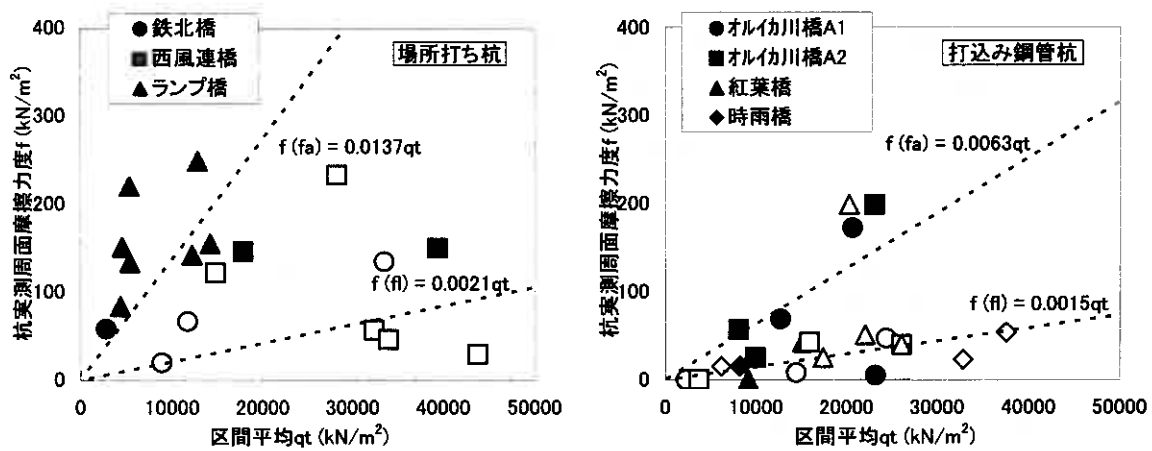 杭実測周面摩擦力度f (kN/m²)
400
300
200
100
0
●鉄北橋
■西風連橋
▲ランプ橋
場所打ち杭
f (fa) = 0.0137qt
f (fl) = 0.0021qt
0 10000 20000 30000 40000 50000
区間平均qt (kN/m²)
杭実測周面摩擦力度f (kN/m²)
400
300
200
100
0
●オルイカ川橋A1
■オルイカ川橋A2
▲紅葉橋
◆時雨橋
打込み鋼管杭
f (fa) = 0.0063qt
f (fl) = 0.0015qt
0 10000 20000 30000 40000 50000
区間平均qt (kN/m²)